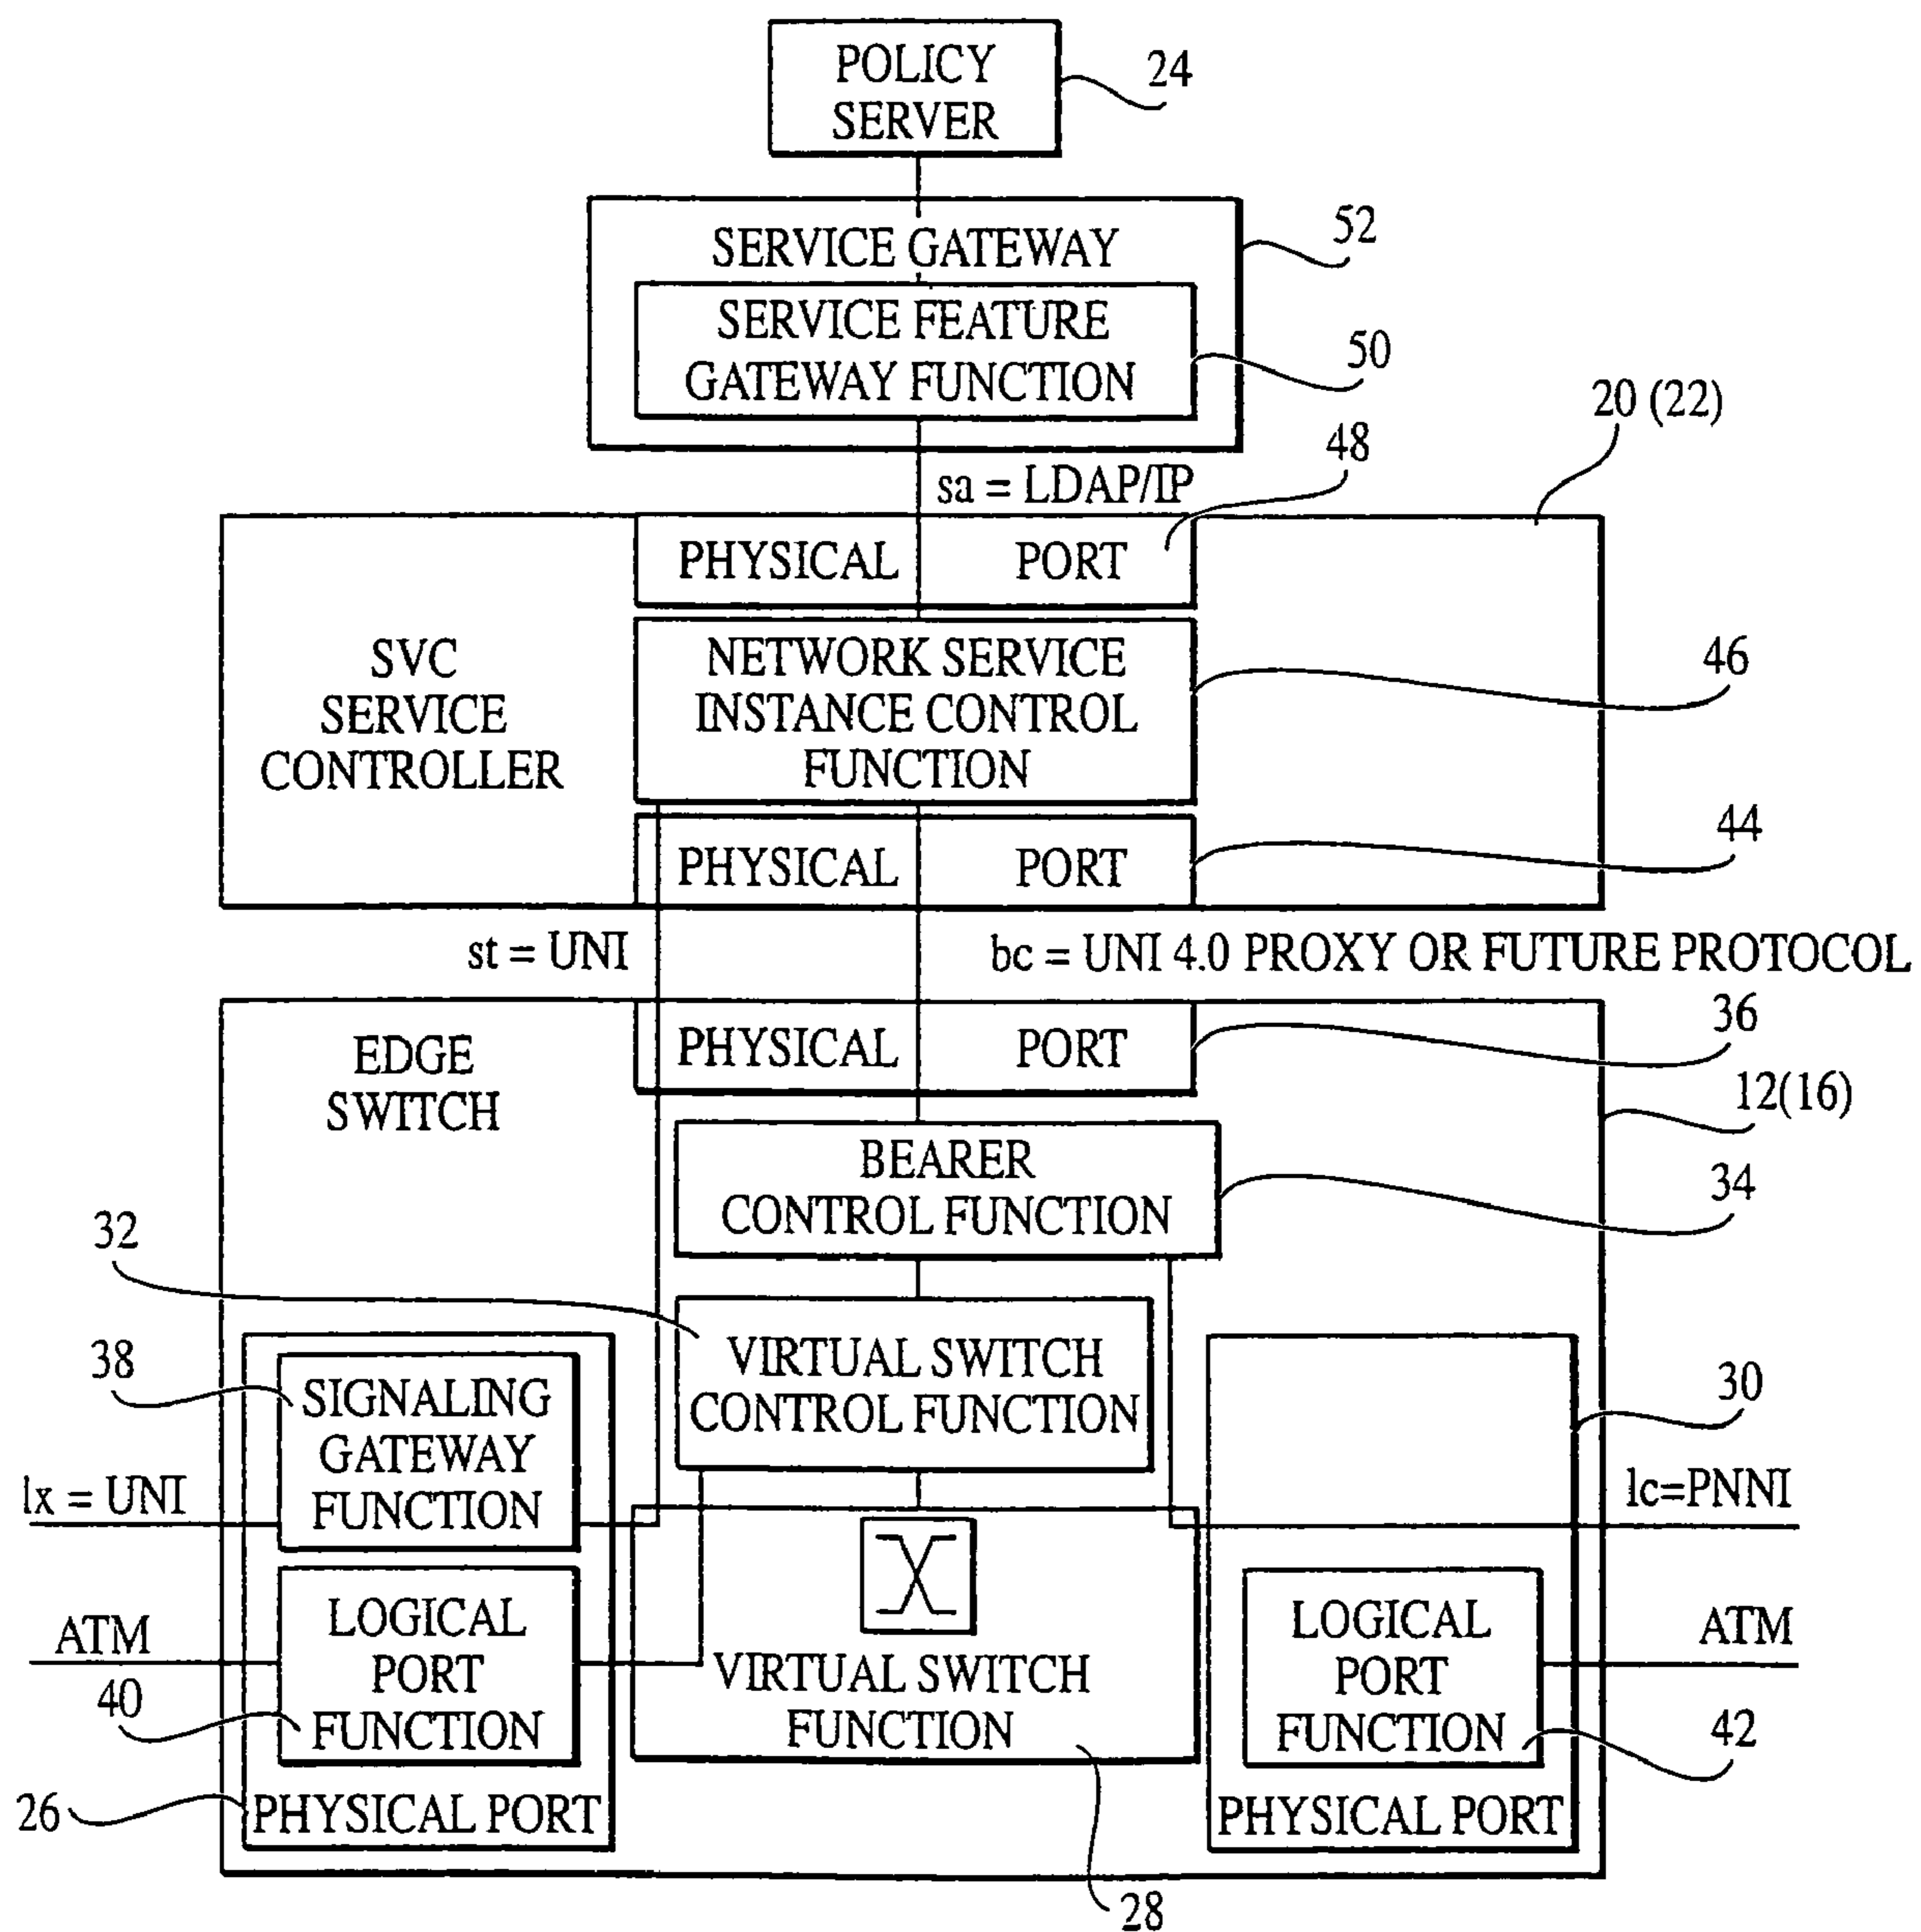 POLICY
SERVER
24
SERVICE GATEWAY
52
SERVICE FEATURE
GATEWAY FUNCTION
50
20 (22)
sa = LDAP/IP
48
PHYSICAL PORT
SVC
SERVICE
CONTROLLER
NETWORK SERVICE
INSTANCE CONTROL
FUNCTION
46
44
PHYSICAL PORT
st = UNI
bc = UNI 4.0 PROXY OR FUTURE PROTOCOL
EDGE
SWITCH
PHYSICAL PORT
36
12(16)
BEARER
CONTROL FUNCTION
34
32
VIRTUAL SWITCH
CONTROL FUNCTION
38
SIGNALING
GATEWAY
FUNCTION
30
lx = UNI
lc=PNNI
ATM
LOGICAL
PORT
FUNCTION
40
VIRTUAL SWITCH
FUNCTION
LOGICAL
PORT
FUNCTION
ATM
42
26
PHYSICAL PORT
PHYSICAL PORT
28